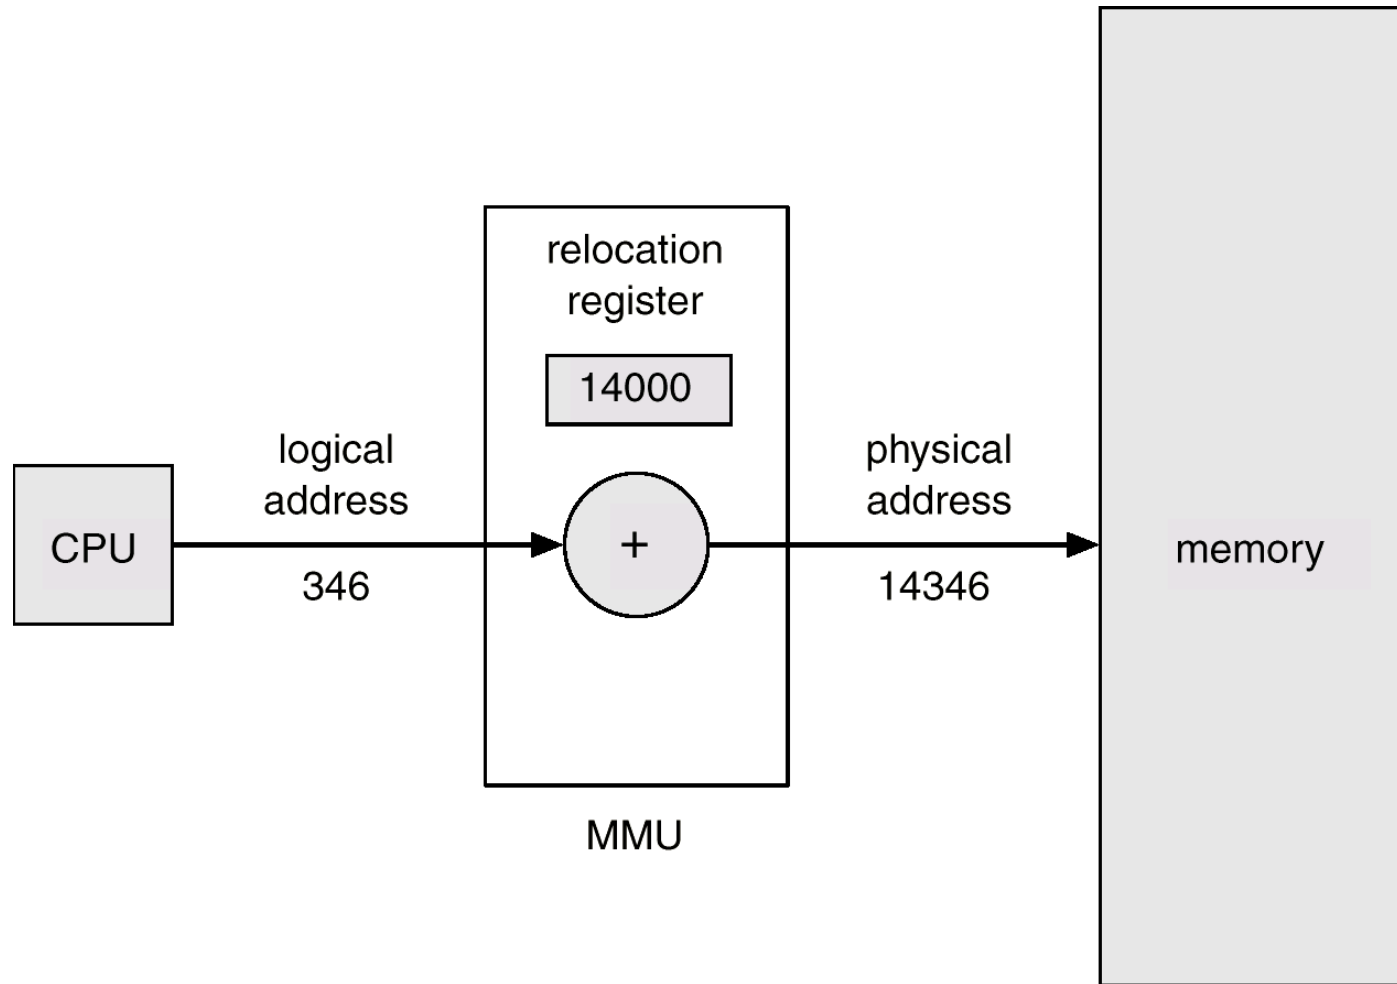 relocation
register
14000
logical
address
physical
address
CPU
+
memory
346
14346
MMU